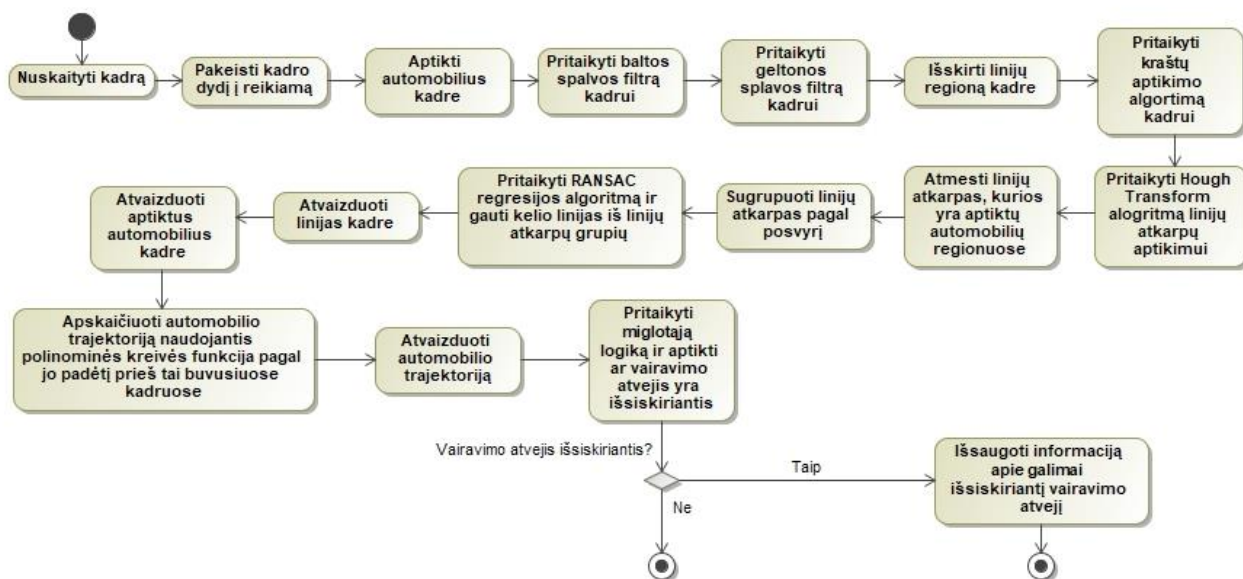 Nuskaityti kadrą
Pakeisti kadro
dydį į reikiamą
Aptikti
automobilius
kadre
Pritaikyti baltos
spalvos filtrą
kadrui
Pritaikyti
geltonos
splavos filtrą
kadrui
Išskirti linijų
regioną kadre
Pritaikyti
kraštų
aptikimo
algortimą
kadrui
Pritaikyti Hough
Transform
alogritmą linijų
atkarpų
aptikimui
Atmesti linijų
atkarpas, kurios
yra aptiktų
automobilių
regionuose
Sugrupuoti linijų
atkarpas pagal
posvyrį
Pritaikyti RANSAC
regresijos algoritmą ir
gauti kelio linijas iš linijų
atkarpų grupių
Atvaizduoti
linijas kadre
Atvaizduoti
aptiktus
automobilius
kadre
Apskaičiuoti automobilio
trajektoriją naudojantis
polinominės kreivės funkcija pagal
jo padėtį prieš tai buvusiuose
kadruose
Atvaizduoti
automobilio
trajektoriją
Pritaikyti
miglotąją
logiką ir aptikti
ar vairavimo
atvejis yra
išsiskiriantis
Vairavimo atvejis išsiskiriantis?
Taip
Ne
Išsaugoti informaciją
apie galimai
išsiskiriantį vairavimo
atvejį